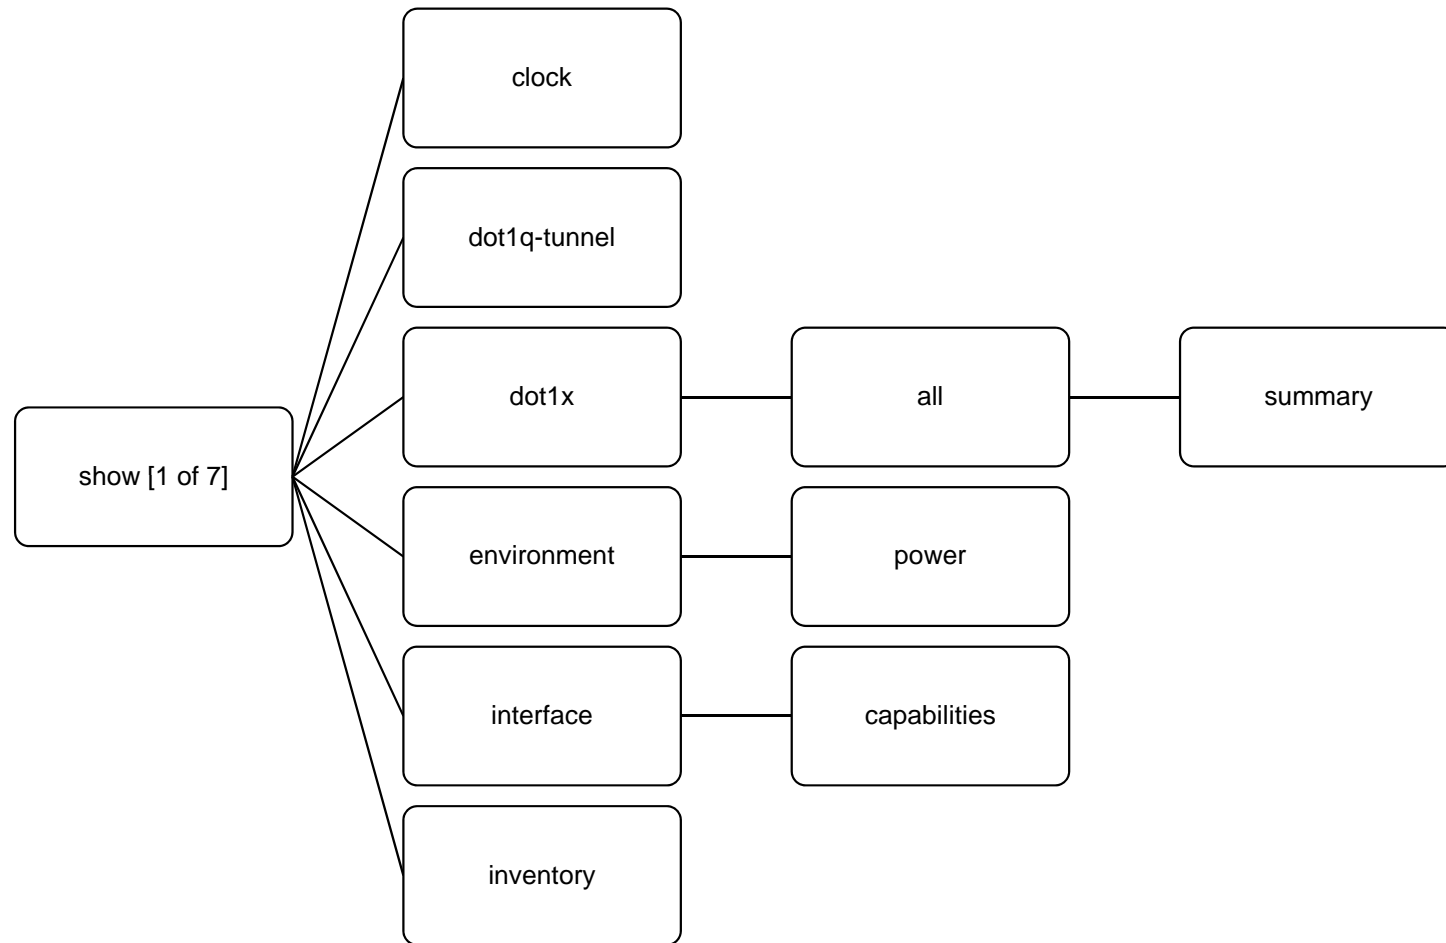 clock
dot1q-tunnel
dot1x
all
summary
show [1 of 7]
environment
power
interface
capabilities
inventory